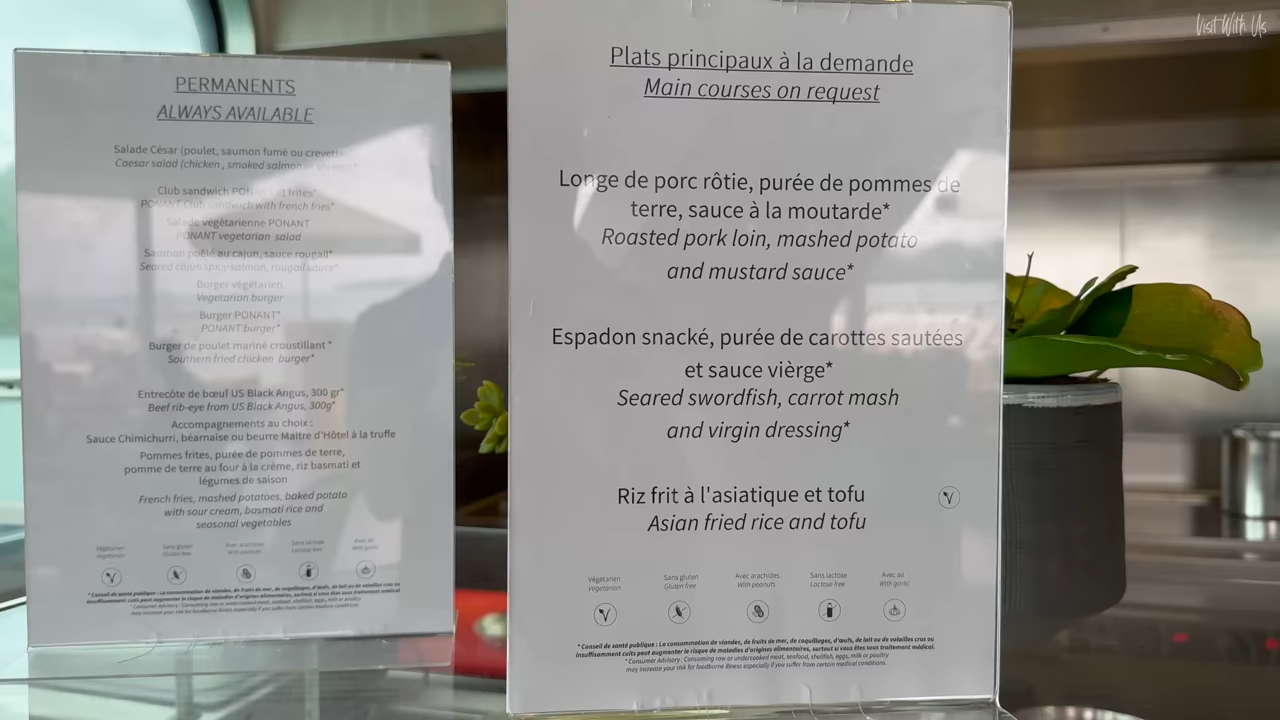 Visit With Us
PERMANENTS
ALWAYS AVAILABLE
Salade César (poulet, saumon fumé ou crevettes
Caesar salad (chicken , smoked salmon or shrimps)*
Club sandwich PONANT et frites*
PONANT Club sandwich with french fries*
Salade végétarienne PONANT
PONANT vegetarian salad
Saumon poêlé au cajun, sauce rougail*
Seared cajun spicy salmon, rougail sauce*
Burger végétarien
Vegetarian burger
Burger PONANT*
PONANT burger*
Burger de poulet mariné croustillant *
Southern fried chicken burger*
Entrecôte de bœuf US Black Angus, 300 gr*
Beef rib-eye from US Black Angus, 300g*
Accompagnements au choix :
Sauce Chimichurri, béarnaise ou beurre Maître d'Hôtel à la truffe
Pommes frites, purée de pommes de terre,
pomme de terre au four à la crème, riz basmati et
légumes de saison
French fries, mashed potatoes, baked potato
with sour cream, basmati rice and
seasonal vegetables
Végétarien Sans gluten Avec arachides Sans lactose Avec ail
Vegetarian Gluten free With peanuts Lactose free With garlic
* Conseil de santé publique : La consommation de viandes, de fruits de mer, de coquillages, d'œufs, de lait ou de volailles crus ou
insuffisamment cuits peut augmenter le risque de maladies d'origines alimentaires, surtout si vous êtes sous traitement médical.
* Consumer Advisory : Consuming raw or undercooked meat, seafood, shellfish, eggs, milk or poultry
may increase your risk for foodborne illness especially if you suffer from certain medical conditions.
Plats principaux à la demande
Main courses on request
Longe de porc rôtie, purée de pommes de
terre, sauce à la moutarde*
Roasted pork loin, mashed potato
and mustard sauce*
Espadon snacké, purée de carottes sautées
et sauce vièrge*
Seared swordfish, carrot mash
and virgin dressing*
Riz frit à l'asiatique et tofu
Asian fried rice and tofu
Végétarien Sans gluten Avec arachides Sans lactose Avec ail
Vegetarian Gluten free With peanuts Lactose free With garlic
* Conseil de santé publique : La consommation de viandes, de fruits de mer, de coquillages, d'œufs, de lait ou de volailles crus ou
insuffisamment cuits peut augmenter le risque de maladies d'origines alimentaires, surtout si vous êtes sous traitement médical.
* Consumer Advisory : Consuming raw or undercooked meat, seafood, shellfish, eggs, milk or poultry
may increase your risk for foodborne illness especially if you suffer from certain medical conditions.